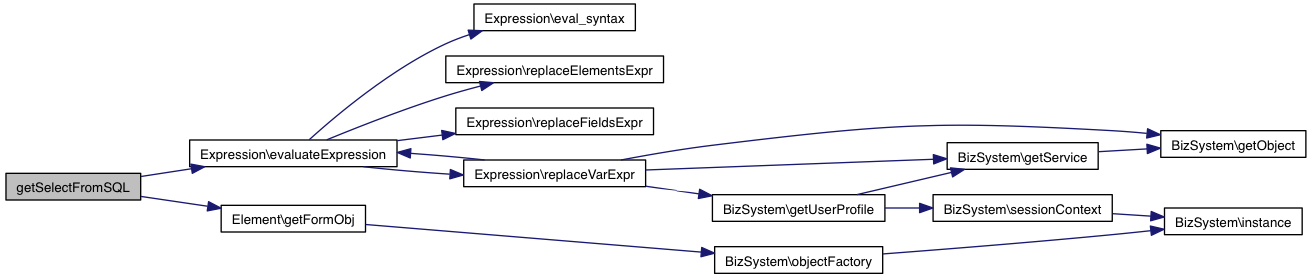 Expression\eval_syntax
Expression\replaceElementsExpr
Expression\replaceFieldsExpr
Expression\evaluateExpression
BizSystem\getObject
BizSystem\getService
Expression\replaceVarExpr
getSelectFromSQL
BizSystem\getUserProfile
BizSystem\sessionContext
Element\getFormObj
BizSystem\instance
BizSystem\objectFactory